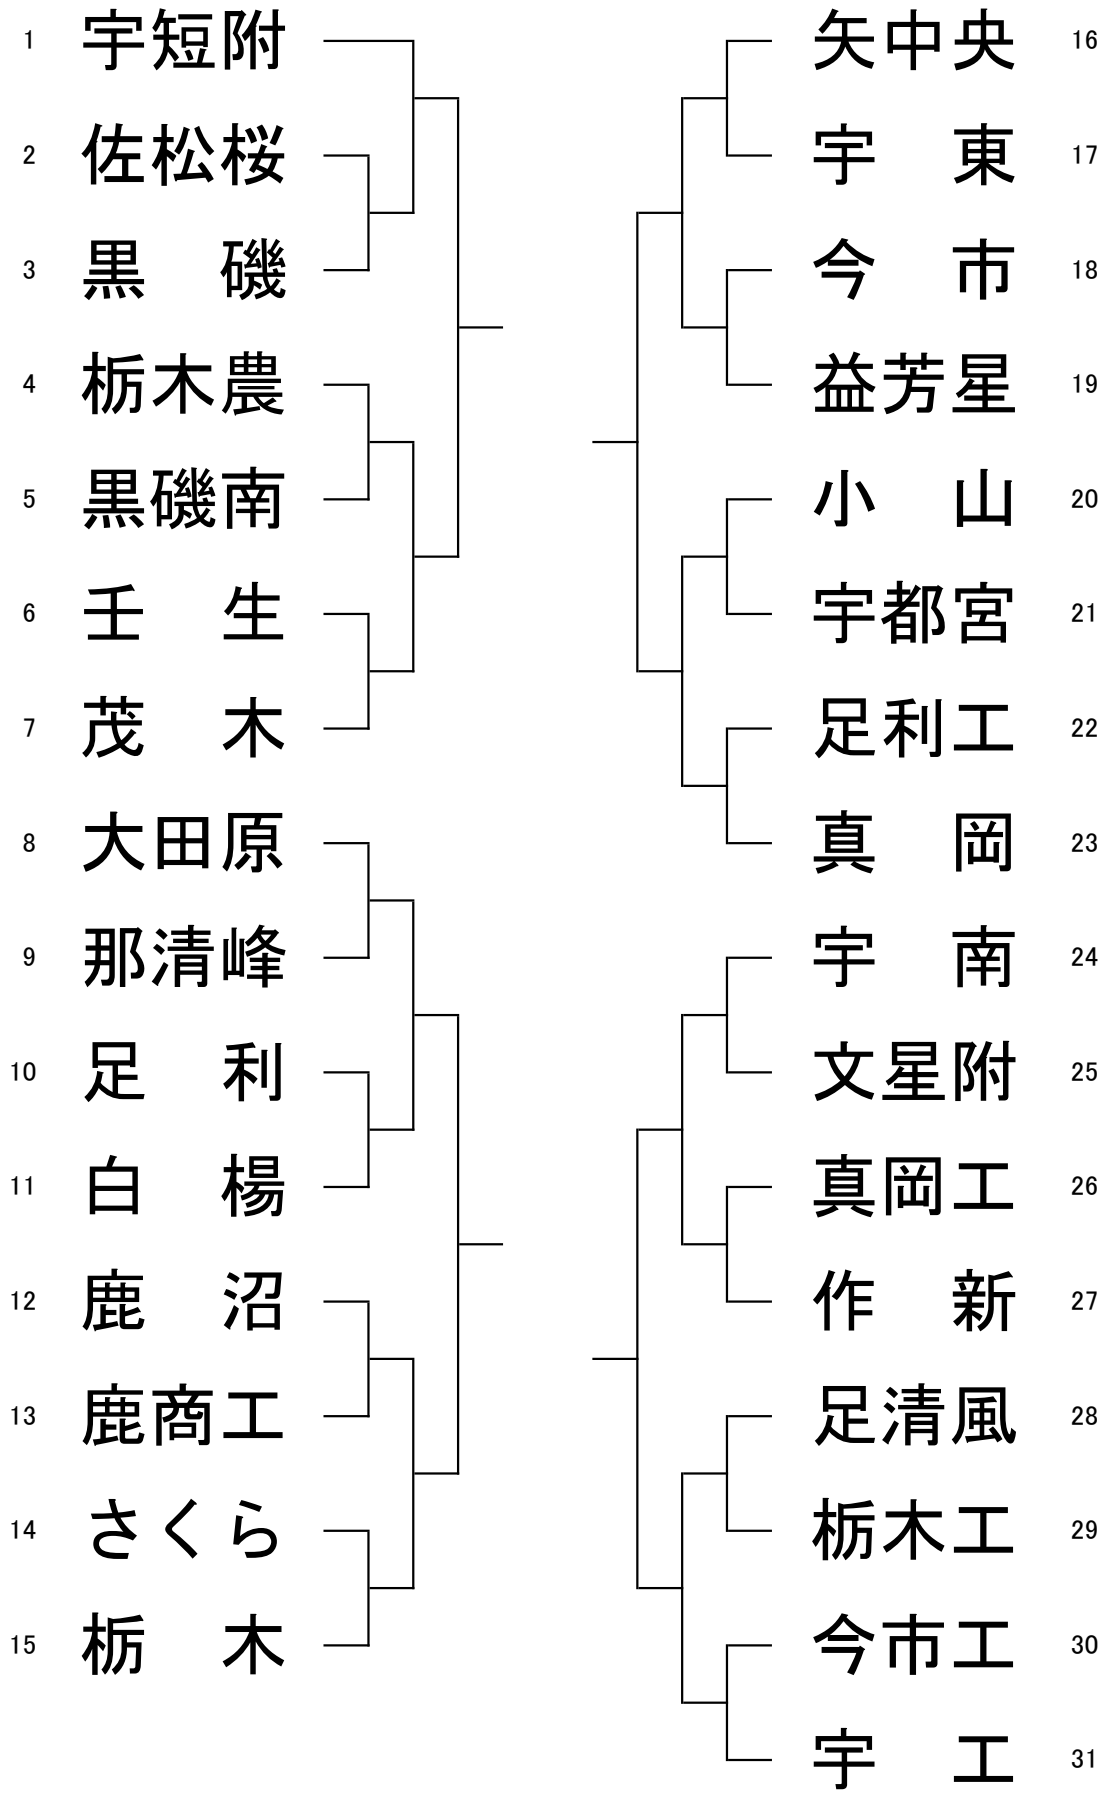 1 宇短附
2 佐松桜
3 黒磯
4 栃木農
5 黒磯南
6 壬生
7 茂木
8 大田原
9 那清峰
10 足利
11 白楊
12 鹿沼
13 鹿商工
14 さくら
15 栃木
矢中央 16
宇東 17
今市 18
益芳星 19
小山 20
宇都宮 21
足利工 22
真岡 23
宇南 24
文星附 25
真岡工 26
作新 27
足清風 28
栃木工 29
今市工 30
宇工 31